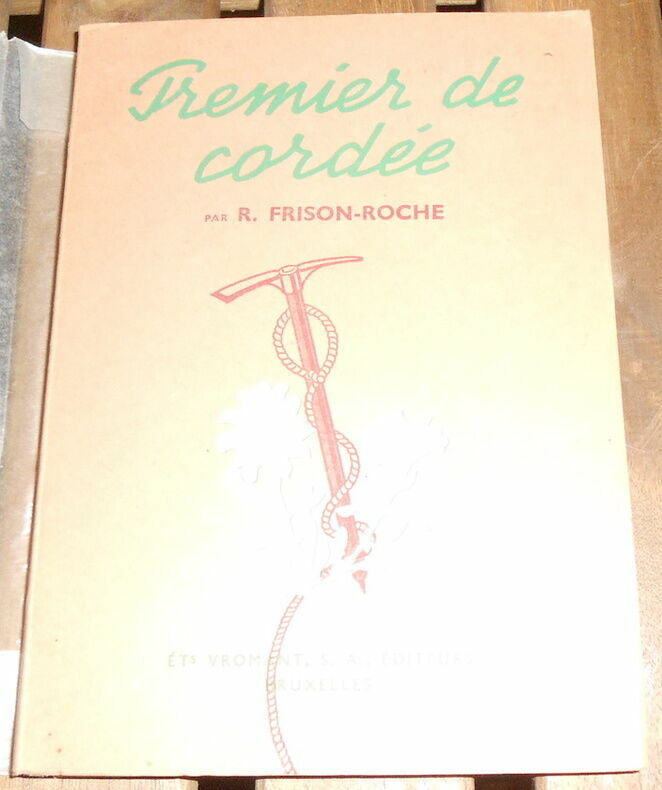 Premier de
cordée
PAR R. FRISON-ROCHE
ÉTS VROMANT, S. A., ÉDITEURS
BRUXELLES